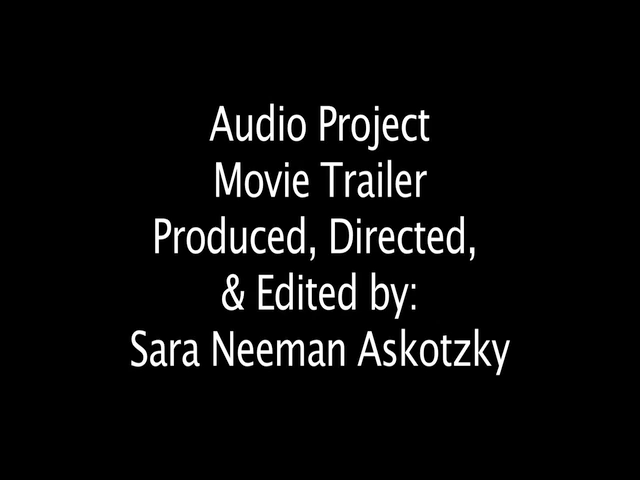 Audio Project
Movie Trailer
Produced, Directed,
& Edited by:
Sara Neeman Askotzky